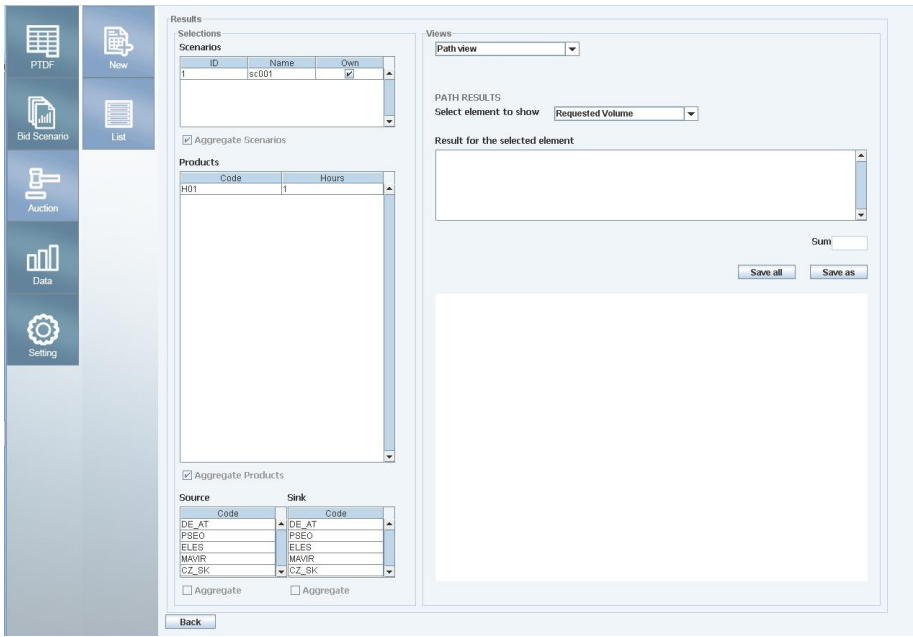 PTDF
Bid Scenario
Auction
Data
Setting
New
List
Results
Selections
Scenarios
ID Name Own
1 sc001
Aggregate Scenarios
Products
Code Hours
H01 1
Aggregate Products
Source Sink
Code Code
DE_AT DE_AT
PSEO PSEO
ELES ELES
MAVIR MAVIR
CZ_SK CZ_SK
Aggregate Aggregate
Back
Views
Path view
PATH RESULTS
Select element to show Requested Volume
Result for the selected element
Sum
Save all Save as